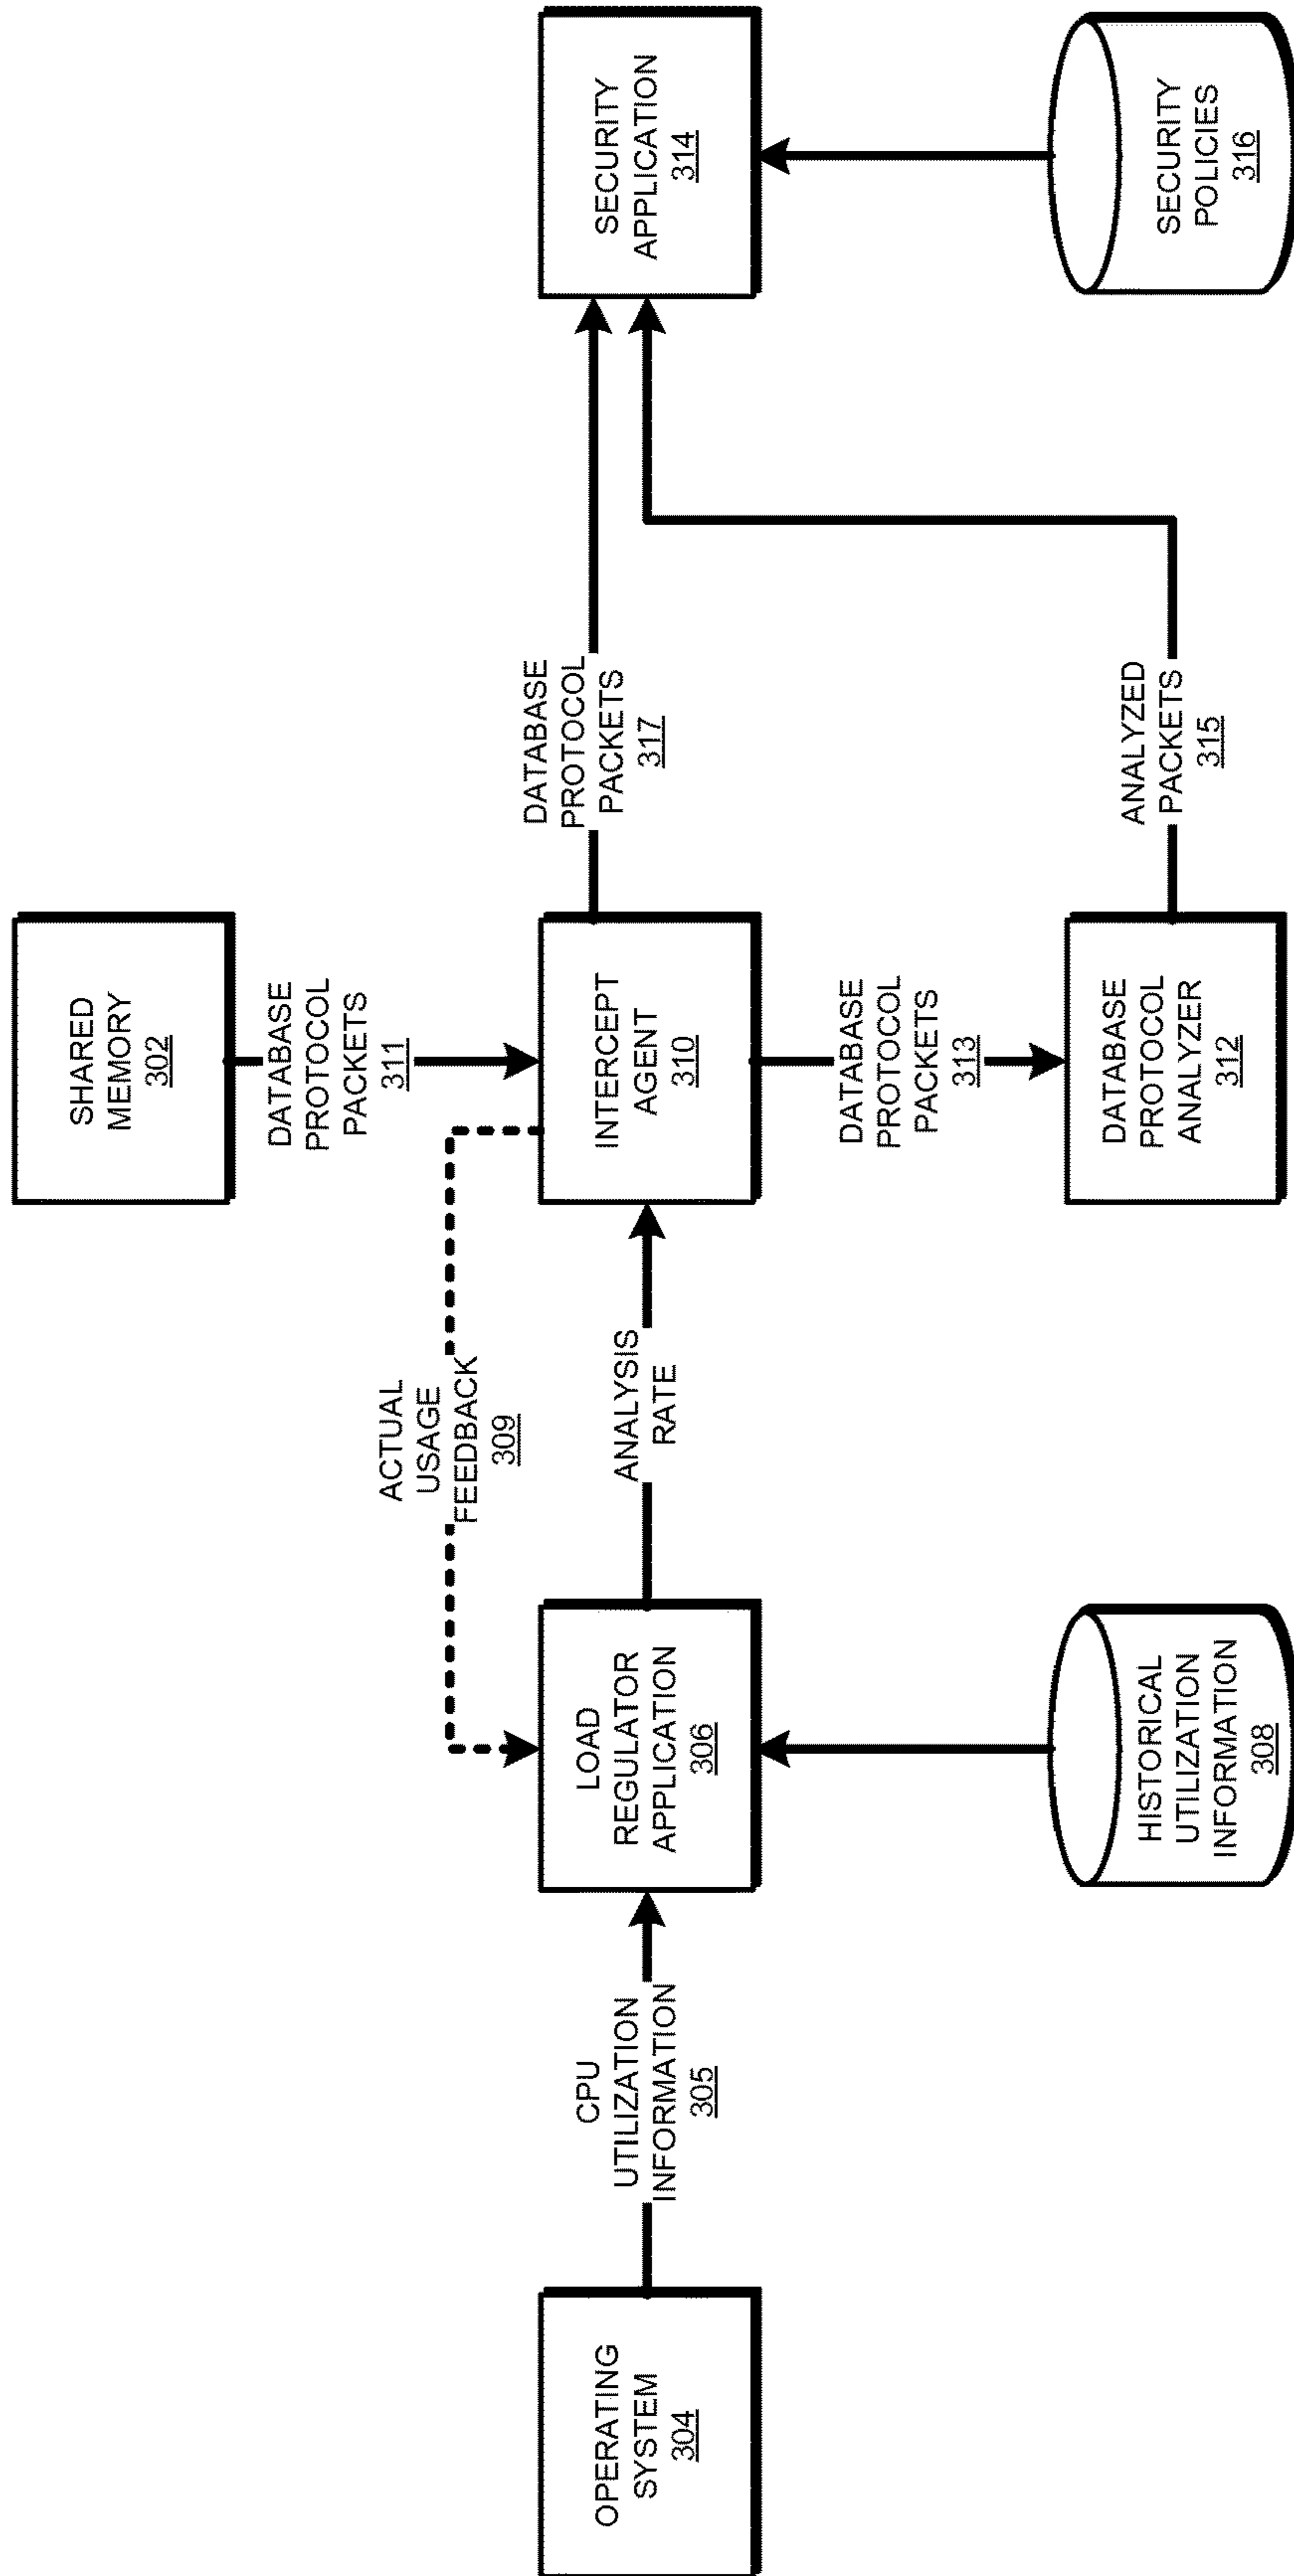 SHARED
MEMORY
302
DATABASE
PROTOCOL
PACKETS
311
ACTUAL
USAGE
FEEDBACK
309
OPERATING
SYSTEM
304
CPU
UTILIZATION
INFORMATION
305
LOAD
REGULATOR
APPLICATION
306
ANALYSIS
RATE
INTERCEPT
AGENT
310
DATABASE
PROTOCOL
PACKETS
317
SECURITY
APPLICATION
314
DATABASE
PROTOCOL
PACKETS
313
HISTORICAL
UTILIZATION
INFORMATION
308
DATABASE
PROTOCOL
ANALYZER
312
ANALYZED
PACKETS
315
SECURITY
POLICIES
316